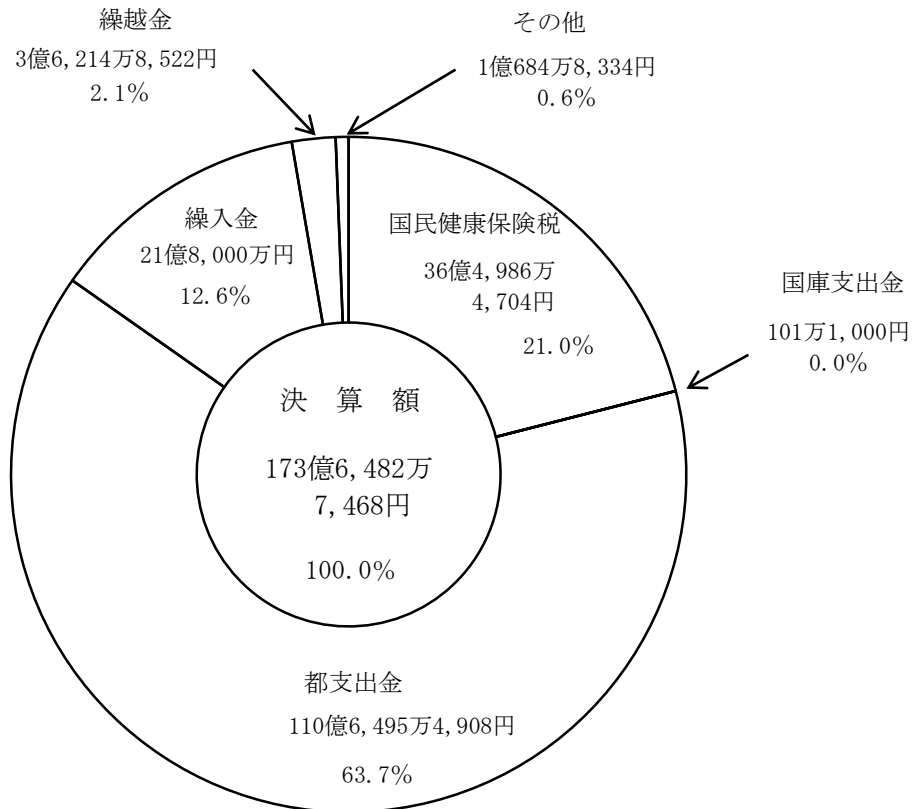 繰越金
3億6,214万8,522円
2.1%
その他
1億684万8,334円
0.6%
国民健康保険税
36億4,986万
4,704円
21.0%
国庫支出金
101万1,000円
0.0%
繰入金
21億8,000万円
12.6%
決 算 額
173億6,482万
7,468円
100.0%
都支出金
110億6,495万4,908円
63.7%